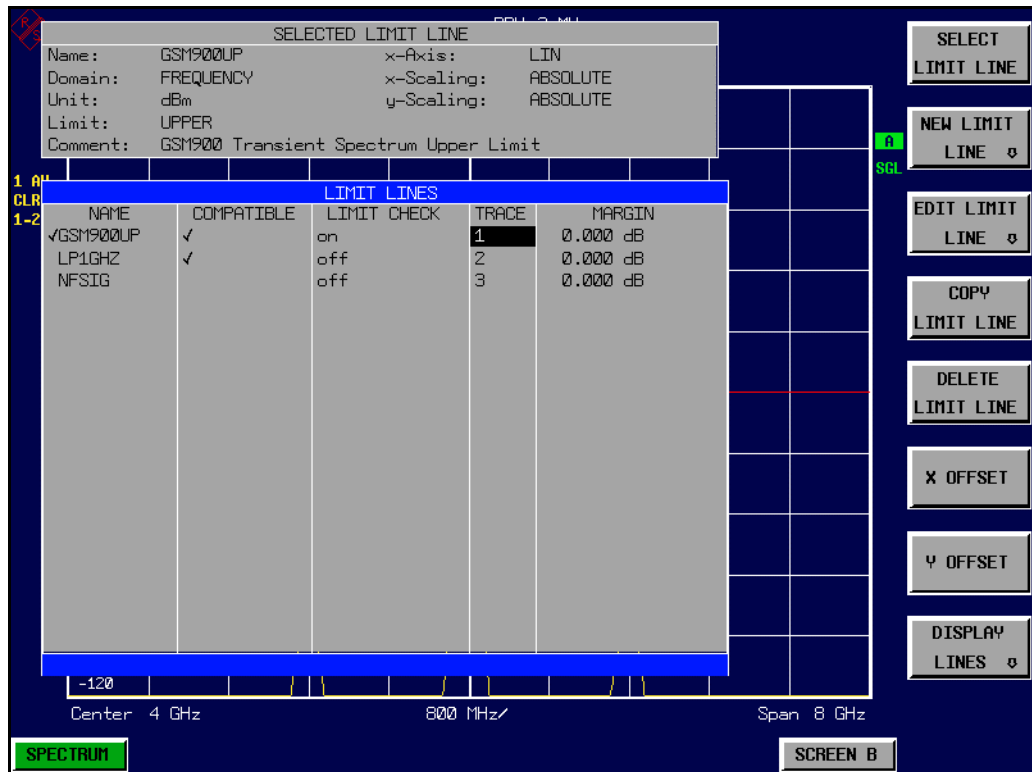 R
S
SELECTED LIMIT LINE
Name: GSM900UP x-Axis: LIN
Domain: FREQUENCY x-Scaling: ABSOLUTE
Unit: dBm y-Scaling: ABSOLUTE
Limit: UPPER
Comment: GSM900 Transient Spectrum Upper Limit
A
SGL
1
CLR
1-2
LIMIT LINES
NAME COMPATIBLE LIMIT CHECK TRACE MARGIN
✓GSM900UP ✓ on 1 0.000 dB
LP1GHZ ✓ off 2 0.000 dB
NFSIG off 3 0.000 dB
-120
Center 4 GHz 800 MHz/ Span 8 GHz
SPECTRUM
SCREEN B
SELECT
LIMIT LINE
NEW LIMIT
LINE ⇩
EDIT LIMIT
LINE ⇩
COPY
LIMIT LINE
DELETE
LIMIT LINE
X OFFSET
Y OFFSET
DISPLAY
LINES ⇩